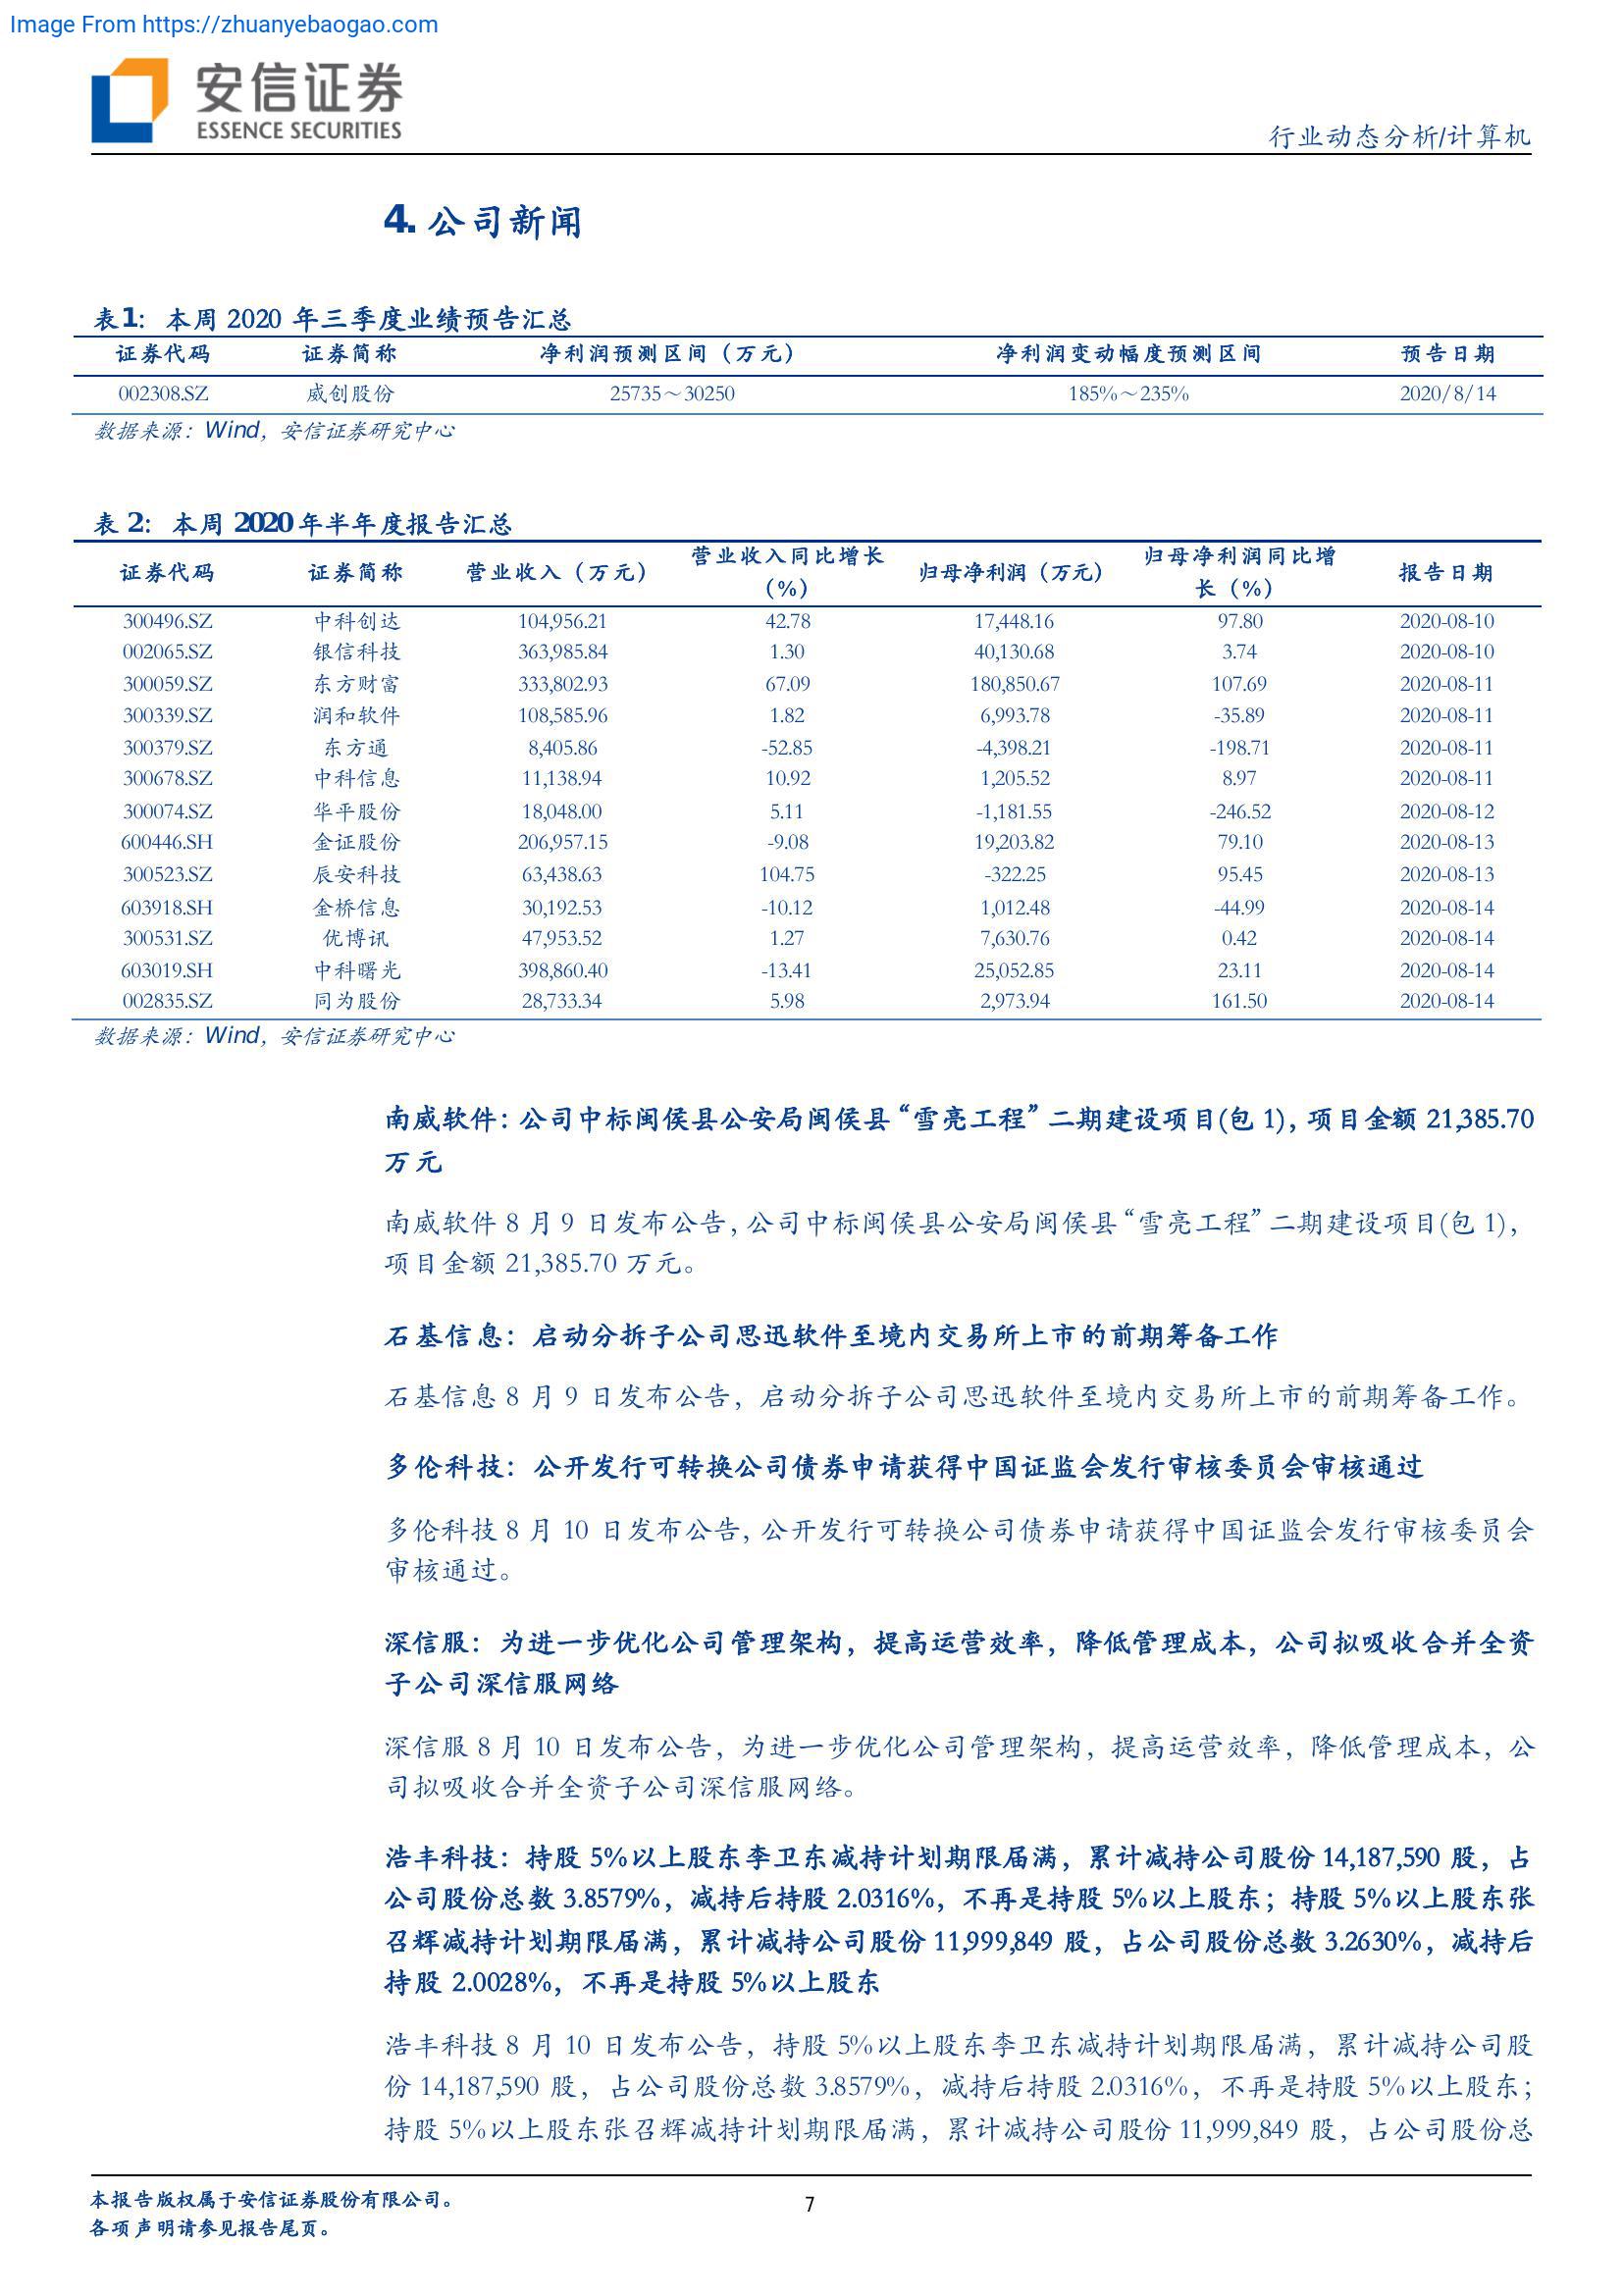 Image From https://zhuanyebaogao.com
安信证券
ESSENCE SECURITIES
行业动态分析/计算机
4. 公司新闻
表1: 本周 2020 年三季度业绩预告汇总
证券代码 证券简称 净利润预测区间（万元） 净利润变动幅度预测区间 预告日期
002308.SZ 威创股份 25735～30250 185%～235% 2020/8/14
数据来源：Wind，安信证券研究中心
表 2: 本周 2020 年半年度报告汇总
证券代码 证券简称 营业收入（万元） 营业收入同比增长（%） 归母净利润（万元） 归母净利润同比增长（%） 报告日期
300496.SZ 中科创达 104,956.21 42.78 17,448.16 97.80 2020-08-10
002065.SZ 银信科技 363,985.84 1.30 40,130.68 3.74 2020-08-10
300059.SZ 东方财富 333,802.93 67.09 180,850.67 107.69 2020-08-11
300339.SZ 润和软件 108,585.96 1.82 6,993.78 -35.89 2020-08-11
300379.SZ 东方通 8,405.86 -52.85 -4,398.21 -198.71 2020-08-11
300678.SZ 中科信息 11,138.94 10.92 1,205.52 8.97 2020-08-11
300074.SZ 华平股份 18,048.00 5.11 -1,181.55 -246.52 2020-08-12
600446.SH 金证股份 206,957.15 -9.08 19,203.82 79.10 2020-08-13
300523.SZ 辰安科技 63,438.63 104.75 -322.25 95.45 2020-08-13
603918.SH 金桥信息 30,192.53 -10.12 1,012.48 -44.99 2020-08-14
300531.SZ 优博讯 47,953.52 1.27 7,630.76 0.42 2020-08-14
603019.SH 中科曙光 398,860.40 -13.41 25,052.85 23.11 2020-08-14
002835.SZ 同为股份 28,733.34 5.98 2,973.94 161.50 2020-08-14
数据来源：Wind，安信证券研究中心
南威软件：公司中标闽侯县公安局闽侯县“雪亮工程”二期建设项目(包 1)，项目金额 21,385.70
万元
南威软件 8 月 9 日发布公告，公司中标闽侯县公安局闽侯县“雪亮工程”二期建设项目(包 1)，
项目金额 21,385.70 万元。
石基信息：启动分拆子公司思迅软件至境内交易所上市的前期筹备工作
石基信息 8 月 9 日发布公告，启动分拆子公司思迅软件至境内交易所上市的前期筹备工作。
多伦科技：公开发行可转换公司债券申请获得中国证监会发行审核委员会审核通过
多伦科技 8 月 10 日发布公告，公开发行可转换公司债券申请获得中国证监会发行审核委员会
审核通过。
深信服：为进一步优化公司管理架构，提高运营效率，降低管理成本，公司拟吸收合并全资
子公司深信服网络
深信服 8 月 10 日发布公告，为进一步优化公司管理架构，提高运营效率，降低管理成本，公
司拟吸收合并全资子公司深信服网络。
浩丰科技：持股 5%以上股东李卫东减持计划期限届满，累计减持公司股份 14,187,590 股，占
公司股份总数 3.8579%，减持后持股 2.0316%，不再是持股 5%以上股东；持股 5%以上股东张
召辉减持计划期限届满，累计减持公司股份 11,999,849 股，占公司股份总数 3.2630%，减持后
持股 2.0028%，不再是持股 5%以上股东
浩丰科技 8 月 10 日发布公告，持股 5%以上股东李卫东减持计划期限届满，累计减持公司股
份 14,187,590 股，占公司股份总数 3.8579%，减持后持股 2.0316%，不再是持股 5%以上股东；
持股 5%以上股东张召辉减持计划期限届满，累计减持公司股份 11,999,849 股，占公司股份总
本报告版权属于安信证券股份有限公司。
各项声明请参见报告尾页。
7